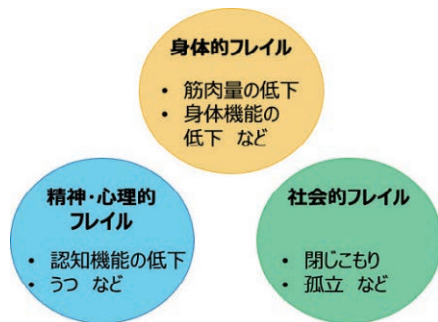 身体的フレイル
• 筋肉量の低下
• 身体機能の
低下 など
精神・心理的
フレイル
• 認知機能の低下
• うつ など
社会的フレイル
• 閉じこもり
• 孤立 など